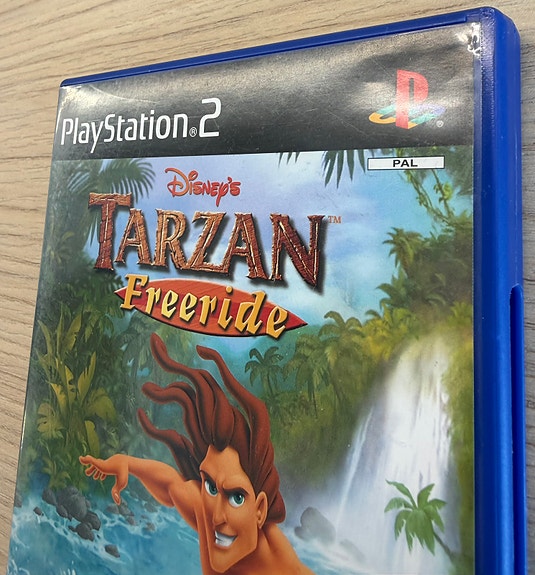 PlayStation®2
PAL
Disney's
TARZAN™
Freeride